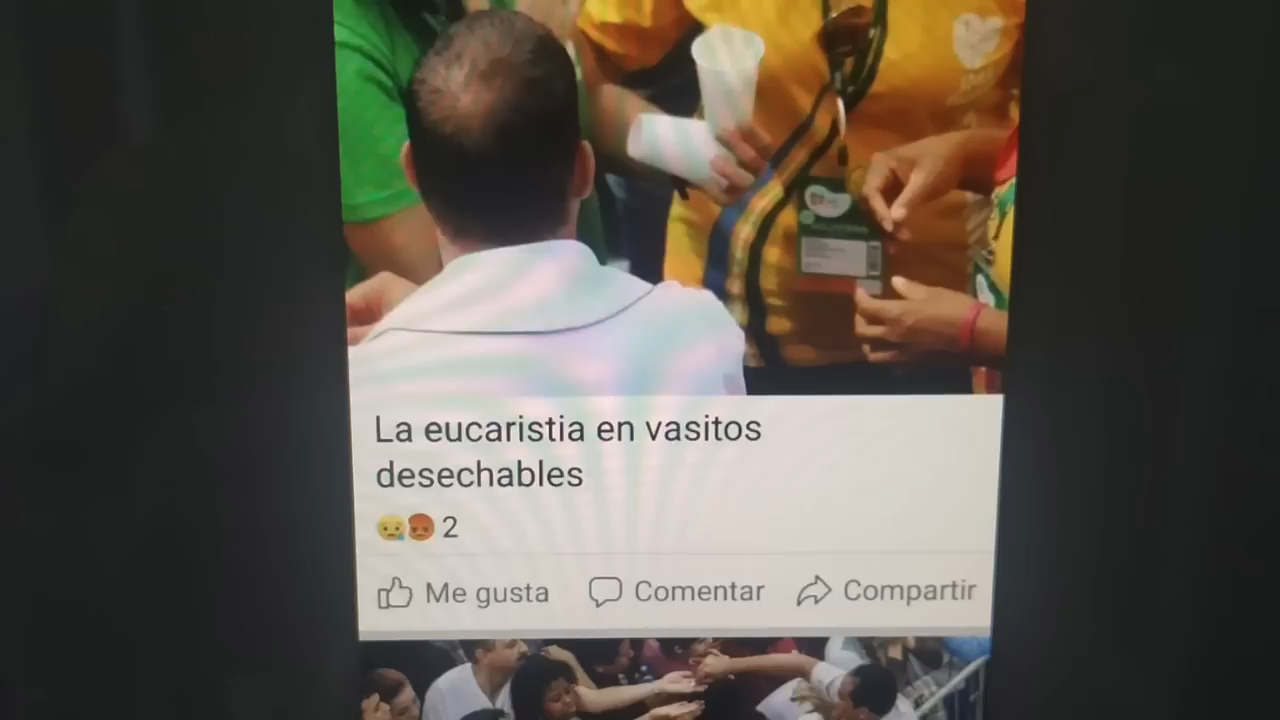 La eucaristia en vasitos
desechables
2
Me gusta
Comentar
Compartir